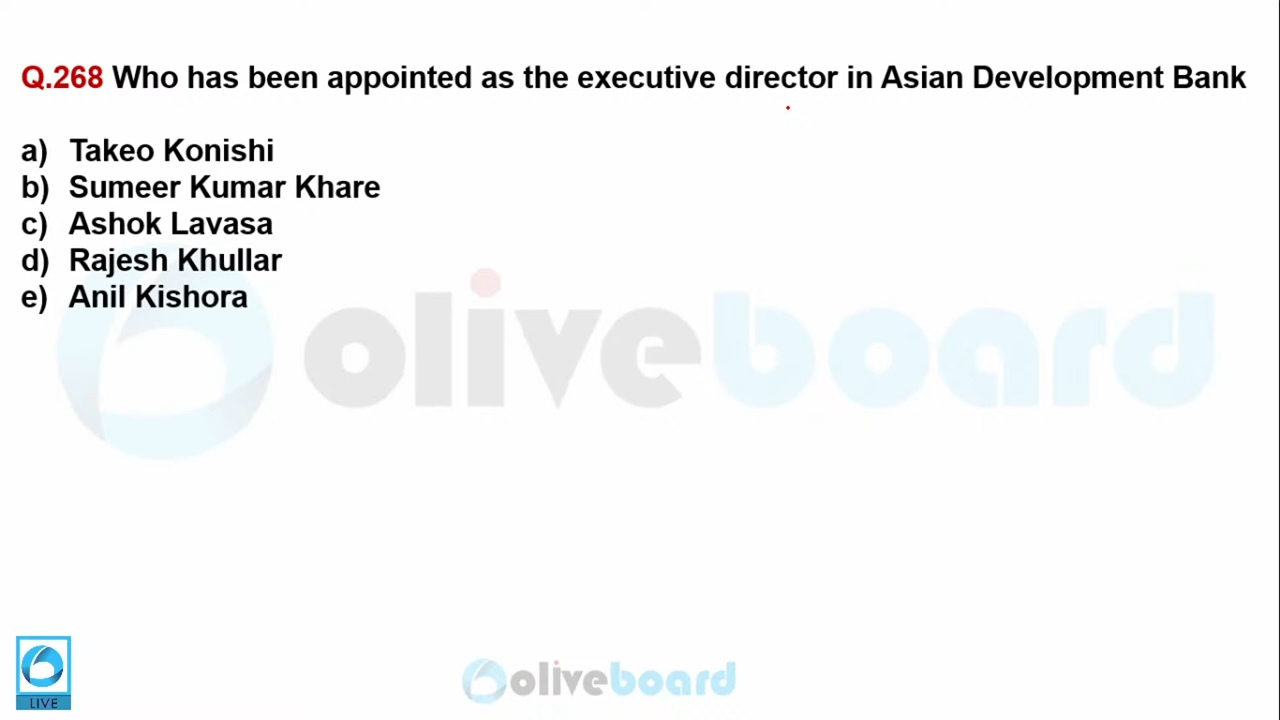 Q.268 Who has been appointed as the executive director in Asian Development Bank
a) Takeo Konishi
b) Sumeer Kumar Khare
c) Ashok Lavasa
d) Rajesh Khullar
e) Anil Kishora
oliveboard
LIVE
oliveboard